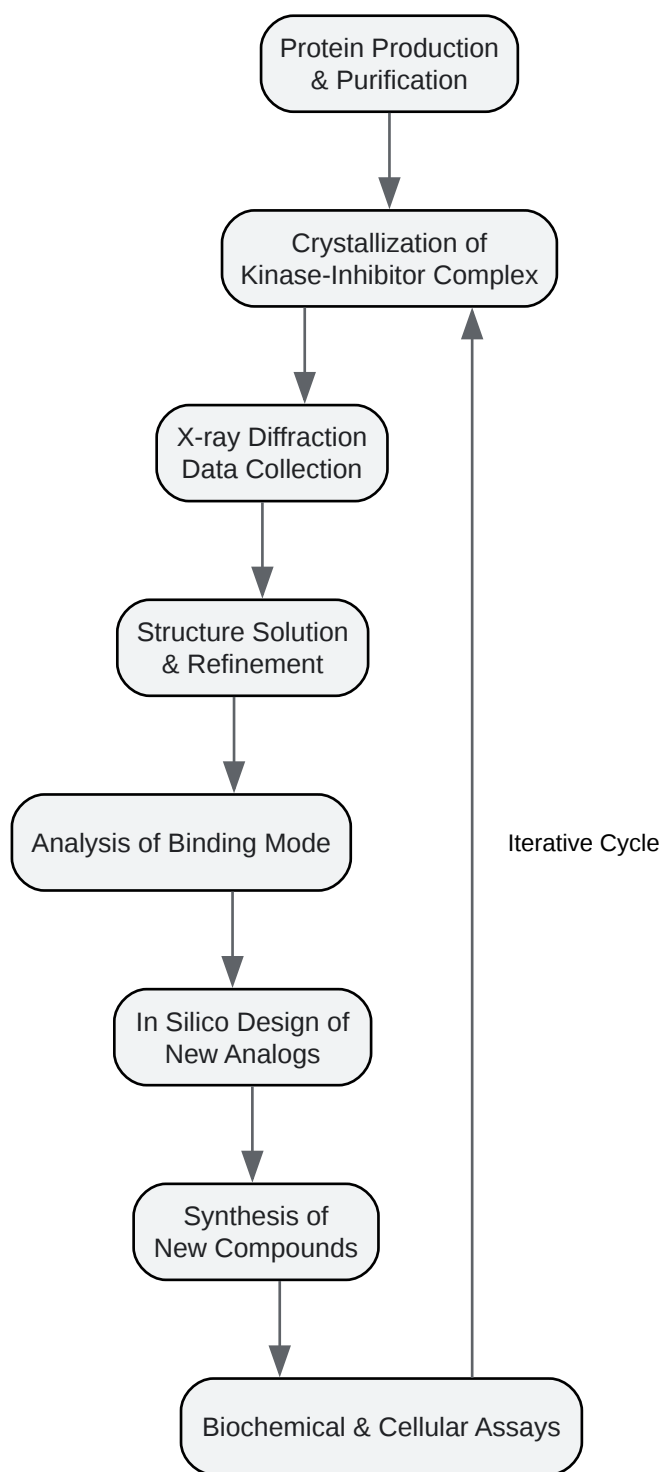 Protein Production
& Purification
Crystallization of
Kinase-Inhibitor Complex
X-ray Diffraction
Data Collection
Structure Solution
& Refinement
Analysis of Binding Mode
Iterative Cycle
In Silico Design of
New Analogs
Synthesis of
New Compounds
Biochemical & Cellular Assays